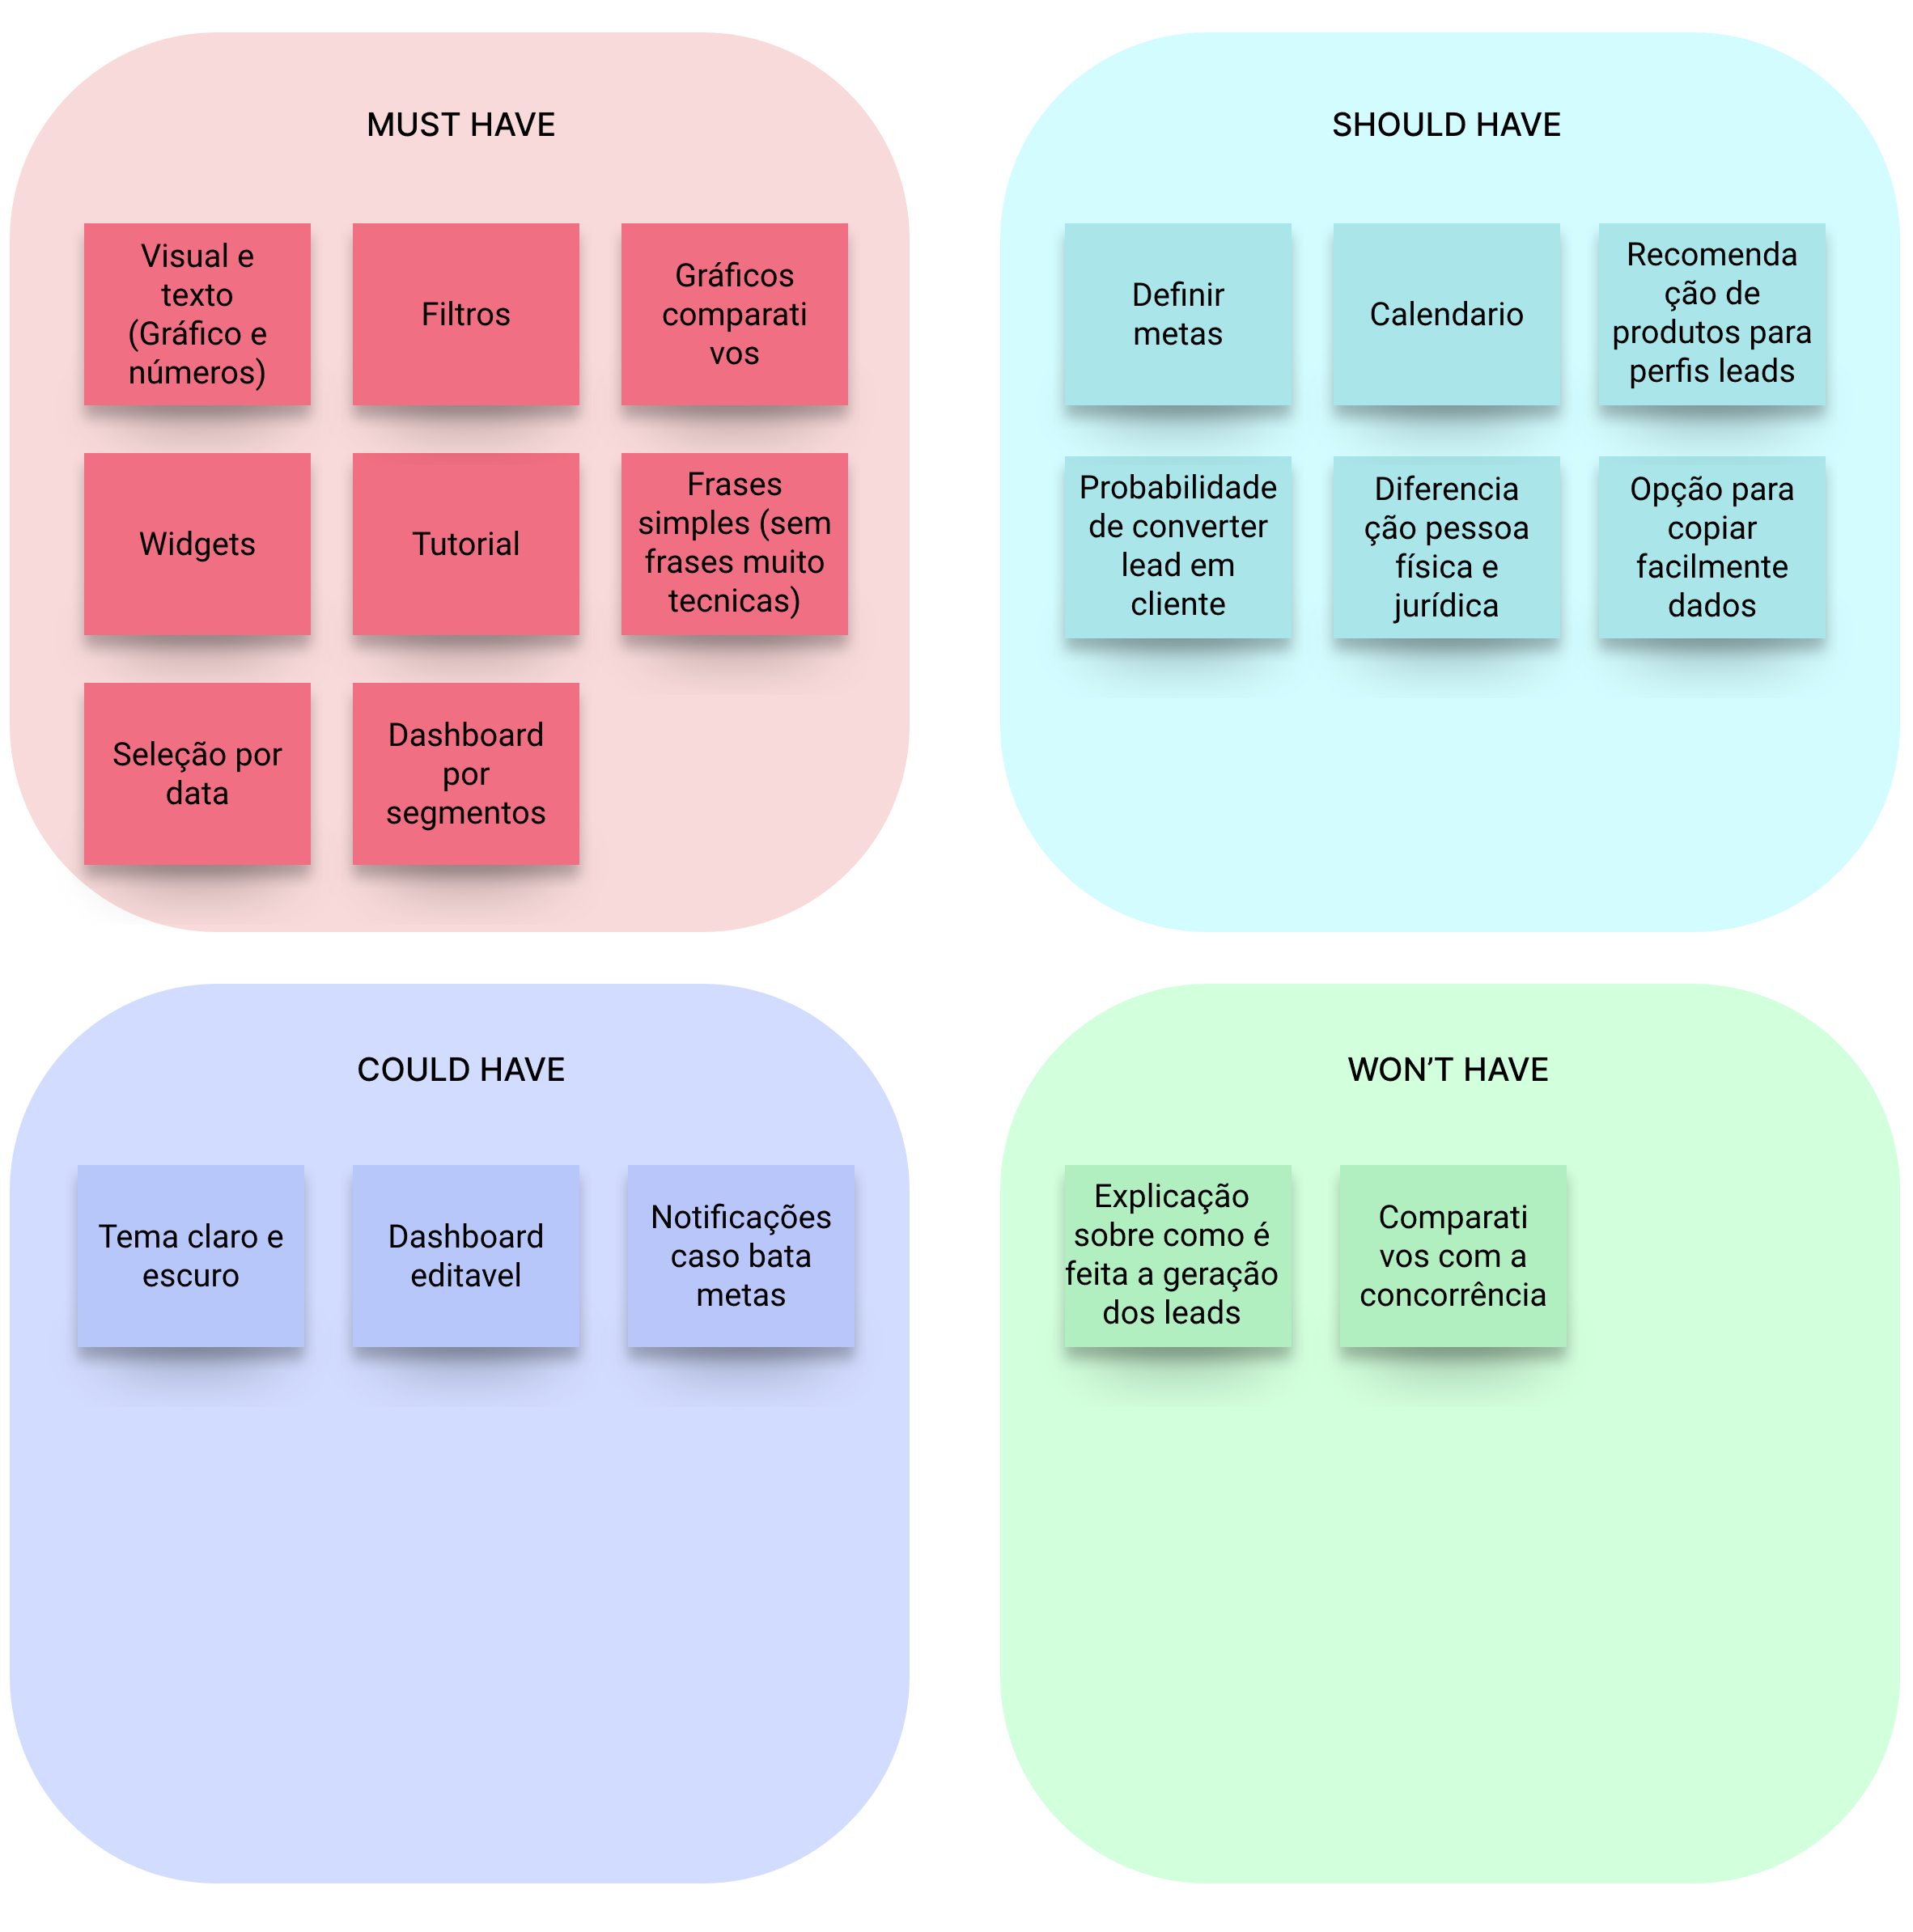 MUST HAVE
Visual e
texto
(Gráfico e
números)
Filtros
Gráficos
comparati
vos
Widgets
Tutorial
Frases
simples (sem
frases muito
tecnicas)
Seleção por
data
Dashboard
por
segmentos
SHOULD HAVE
Definir
metas
Calendario
Recomenda
ção de
produtos para
perfis leads
Probabilidade
de converter
lead em
cliente
Diferencia
ção pessoa
física e
jurídica
Opção para
copiar
facilmente
dados
COULD HAVE
Tema claro e
escuro
Dashboard
editavel
Notificações
caso bata
metas
WON’T HAVE
Explicação
sobre como é
feita a geração
dos leads
Comparati
vos com a
concorrência